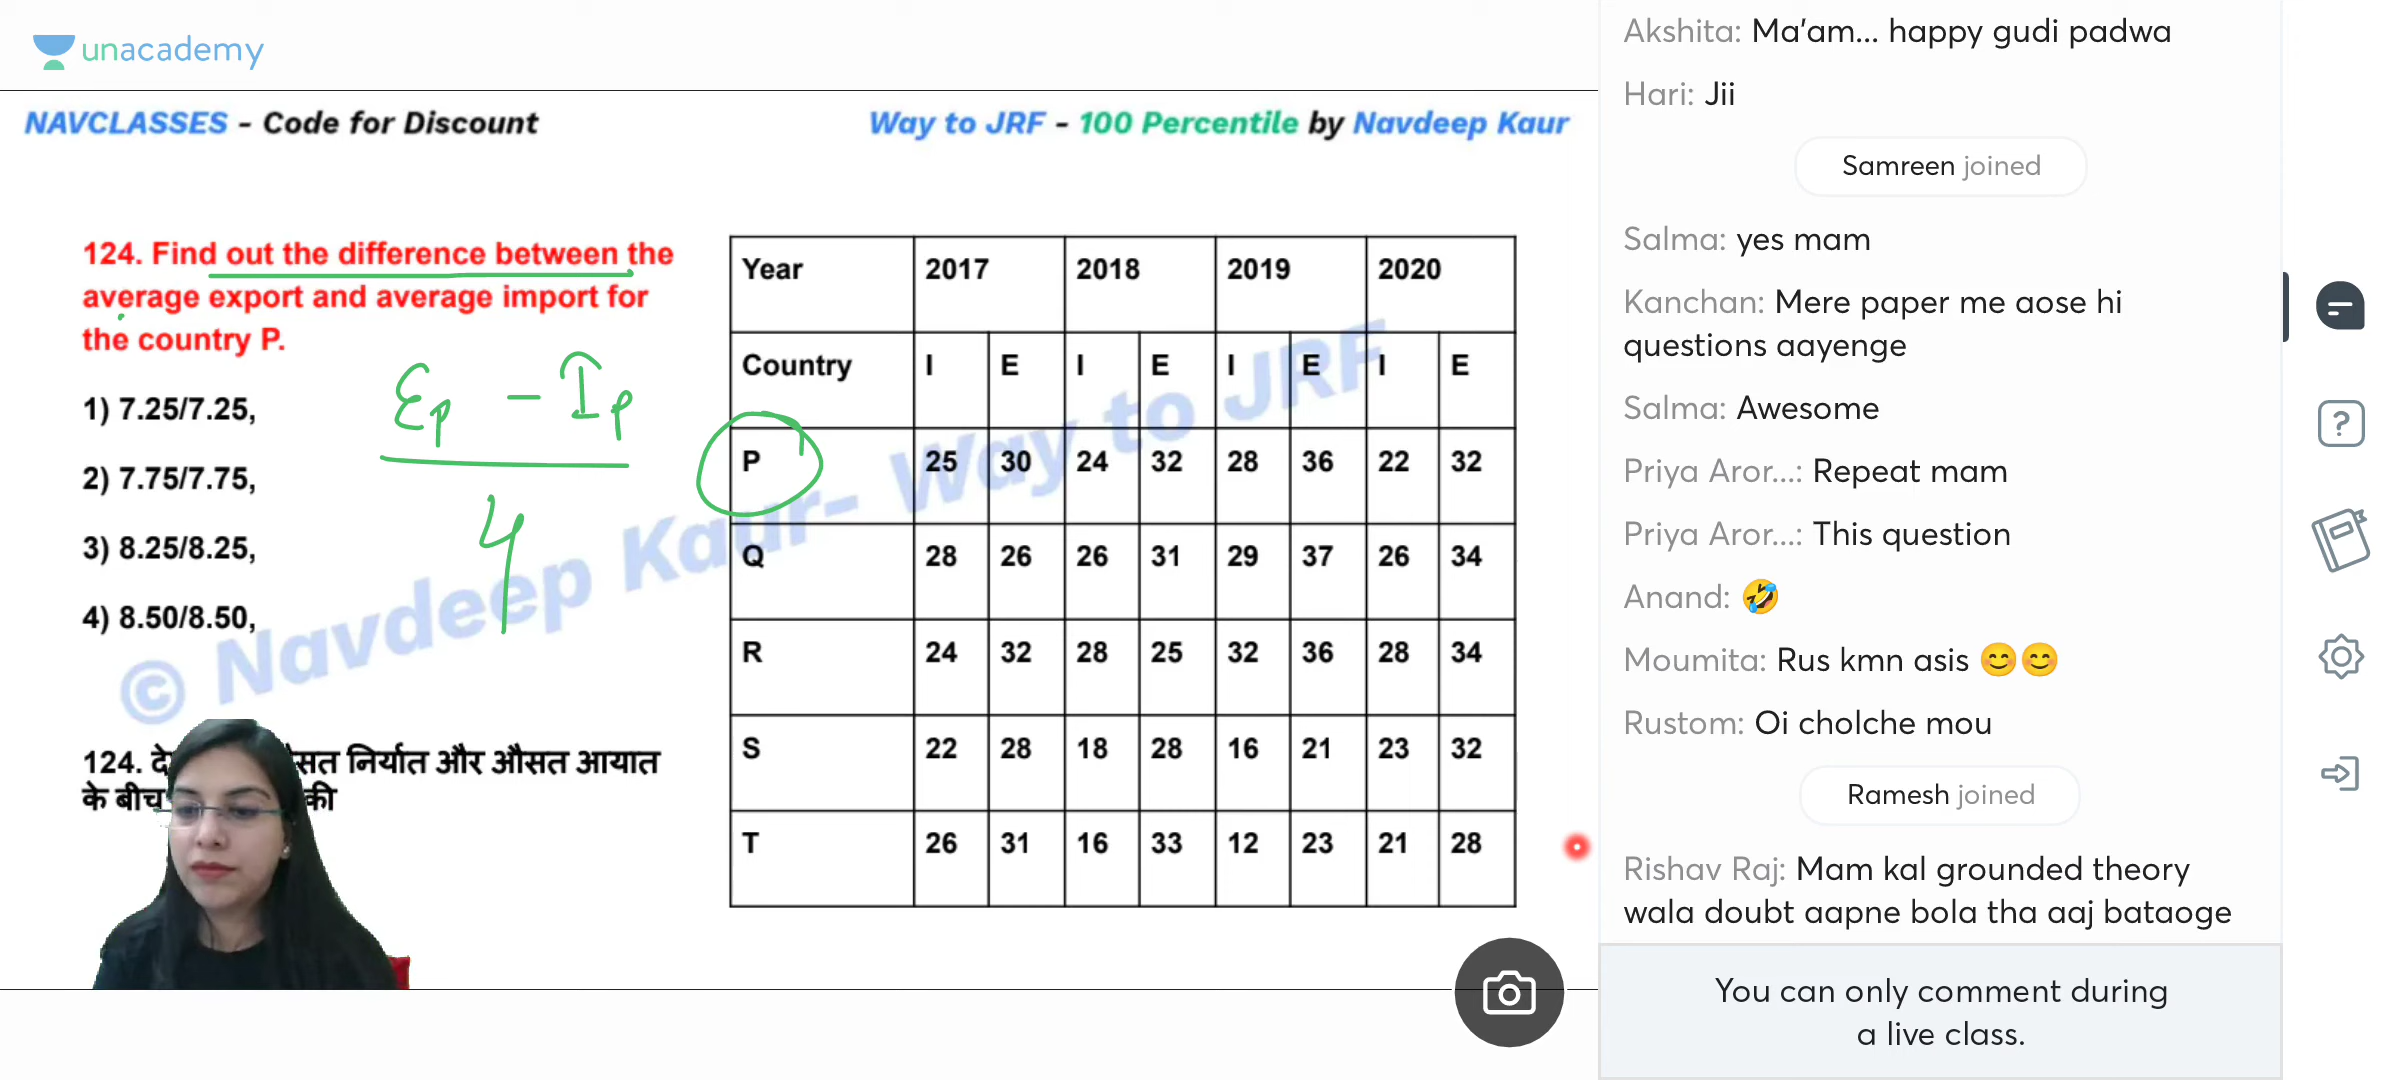 unacademy
NAVCLASSES - Code for Discount
Way to JRF - 100 Percentile by Navdeep Kaur
124. Find out the difference between the
average export and average import for
the country P.
1) 7.25/7.25,
2) 7.75/7.75,
3) 8.25/8.25,
4) 8.50/8.50,
Ep - Ip
4
124. सत निर्यात और औसत आयात
के बीच की
Year 2017 2018 2019 2020
Country I E I E I E I E
P 25 30 24 32 28 36 22 32
Q 28 26 26 31 29 37 26 34
R 24 32 28 25 32 36 28 34
S 22 28 18 28 16 21 23 32
T 26 31 16 33 12 23 21 28
© Navdeep Kaur- Way to JRF
Akshita: Ma'am... happy gudi padwa
Hari: Jii
Samreen joined
Salma: yes mam
Kanchan: Mere paper me aose hi
questions aayenge
Salma: Awesome
Priya Aror...: Repeat mam
Priya Aror...: This question
Anand: 🤣
Moumita: Rus kmn asis 😊😊
Rustom: Oi cholche mou
Ramesh joined
Rishav Raj: Mam kal grounded theory
wala doubt aapne bola tha aaj bataoge
You can only comment during
a live class.